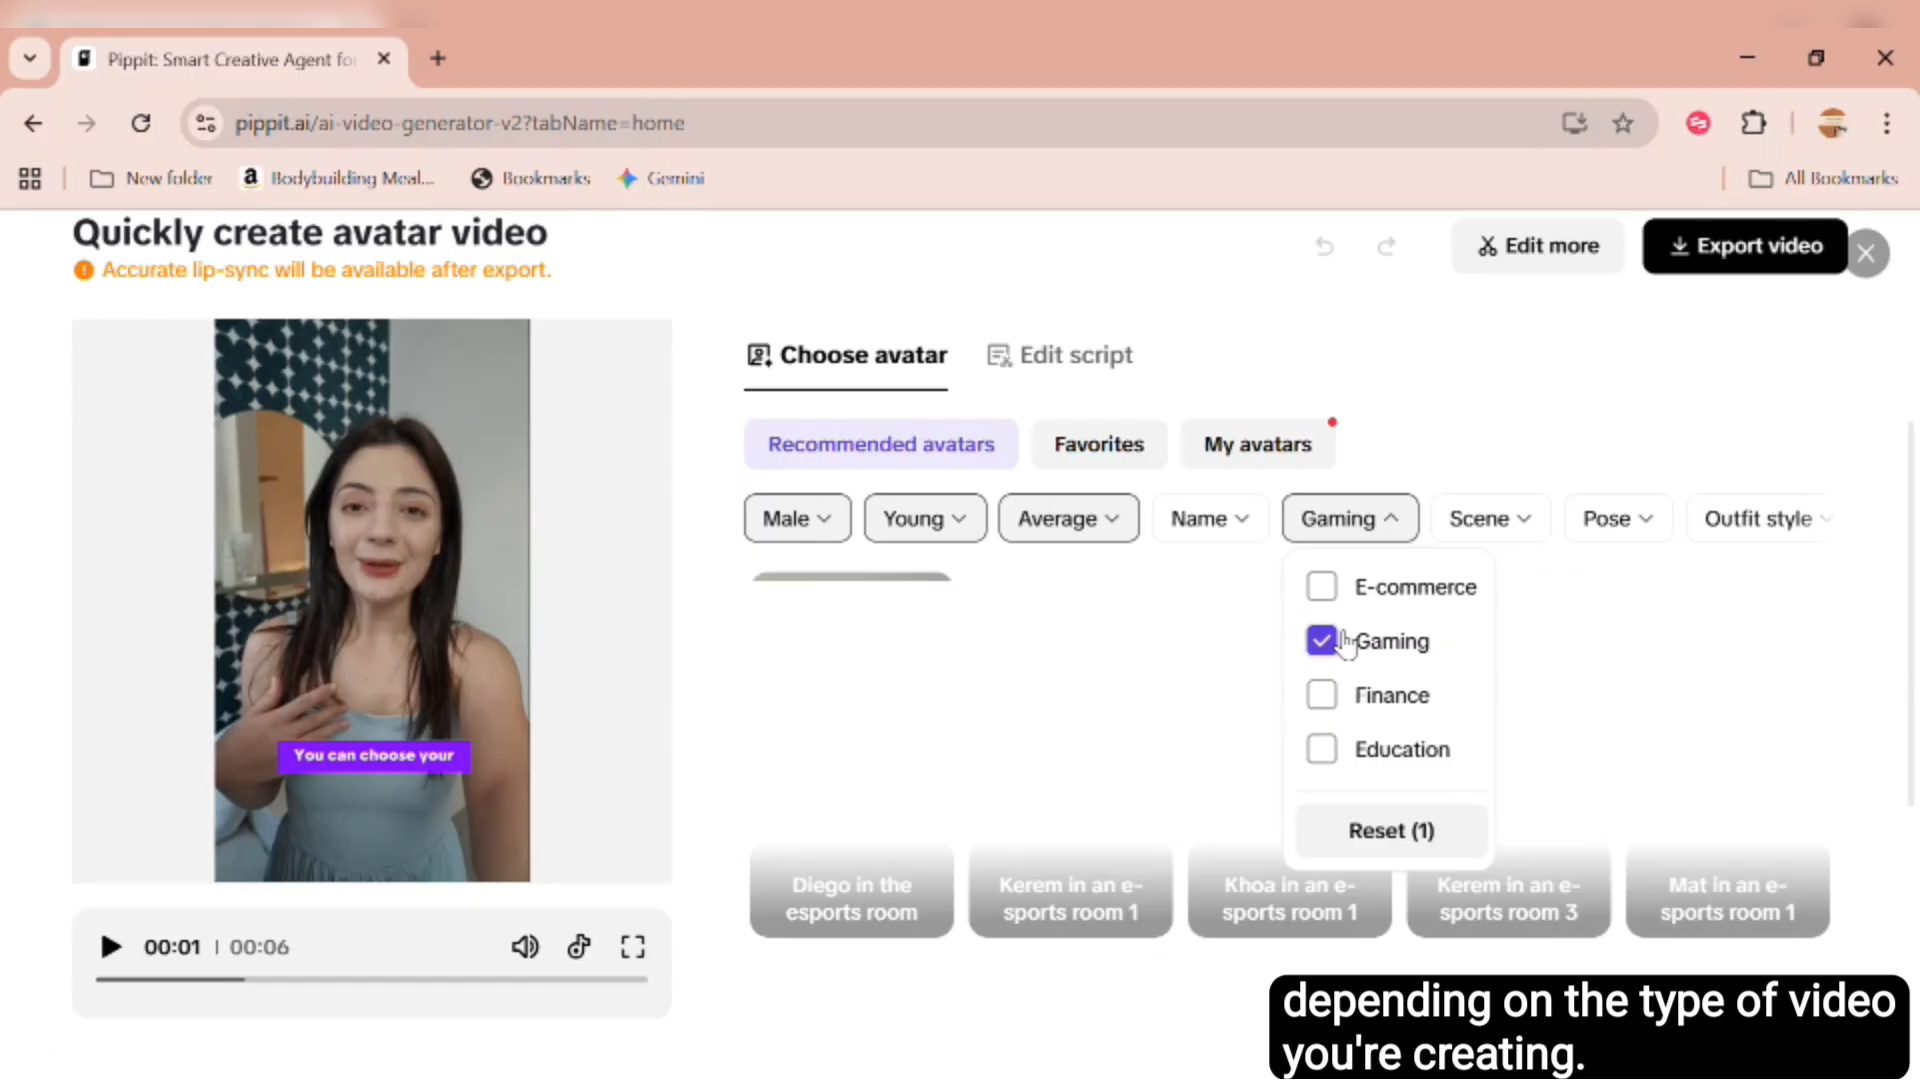 Pippit: Smart Creative Agent for
pippit.ai/ai-video-generator-v2?tabName=home
New folder
Bodybuilding Meal...
Bookmarks
Gemini
All Bookmarks
Quickly create avatar video
Accurate lip-sync will be available after export.
Edit more
Export video
Choose avatar
Edit script
Recommended avatars
Favorites
My avatars
Male
Young
Average
Name
Gaming
Scene
Pose
Outfit style
E-commerce
Gaming
Finance
Education
Reset (1)
You can choose your
Diego in the
esports room
Kerem in an e-
sports room 1
Khoa in an e-
sports room 1
Kerem in an e-
sports room 3
Mat in an e-
sports room 1
00:01 | 00:06
depending on the type of video
you're creating.